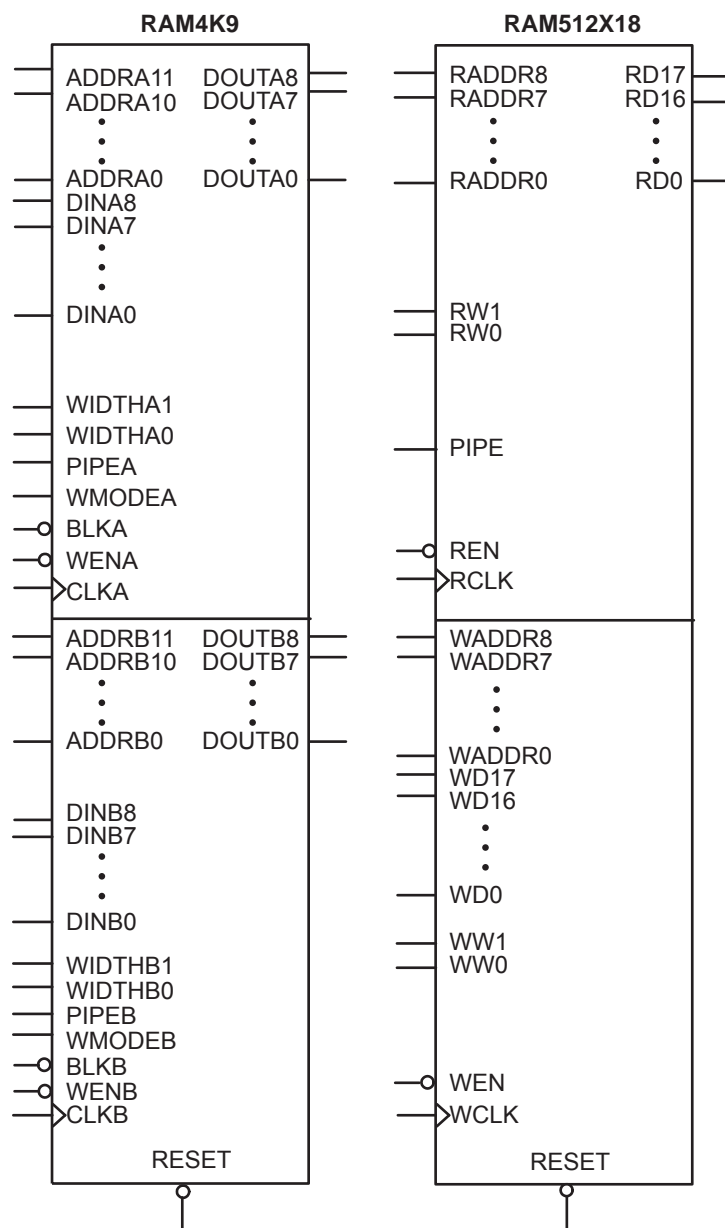 RAM4K9
ADDRA11 DOUTA8
ADDRA10 DOUTA7
ADDRA0 DOUTA0
DINA8
DINA7
DINA0
WIDTHA1
WIDTHA0
PIPEA
WMODEA
BLKA
WENA
CLKA
ADDRB11 DOUTB8
ADDRB10 DOUTB7
ADDRB0 DOUTB0
DINB8
DINB7
DINB0
WIDTHB1
WIDTHB0
PIPEB
WMODEB
BLKB
WENB
CLKB
RESET
RAM512X18
RADDR8 RD17
RADDR7 RD16
RADDR0 RD0
RW1
RW0
PIPE
REN
RCLK
WADDR8
WADDR7
WADDR0
WD17
WD16
WD0
WW1
WW0
WEN
WCLK
RESET